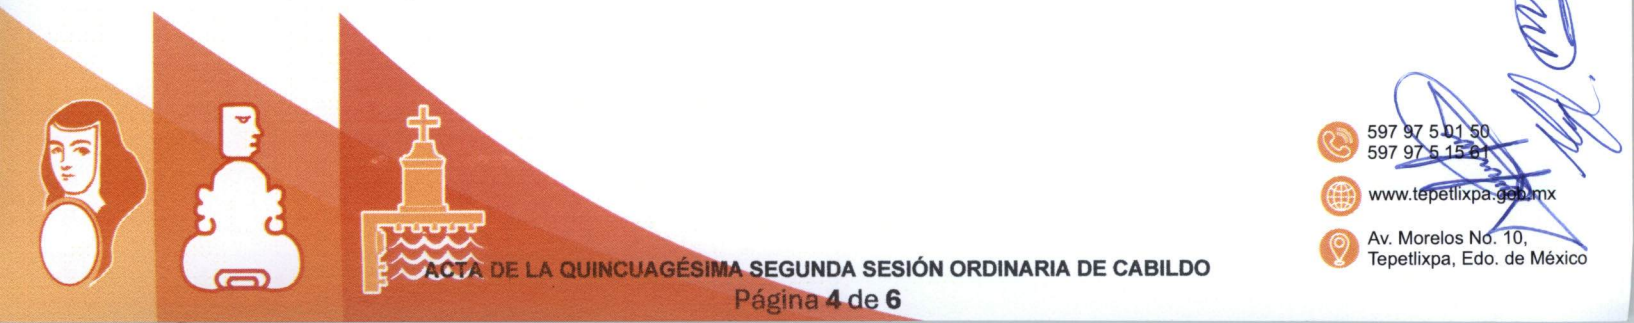 597 97 5 01 50
597 97 5 15 61
www.tepetlixpa.gob.mx
Av. Morelos No. 10,
Tepetlixpa, Edo. de México
ACTA DE LA QUINCUAGÉSIMA SEGUNDA SESIÓN ORDINARIA DE CABILDO
Página 4 de 6